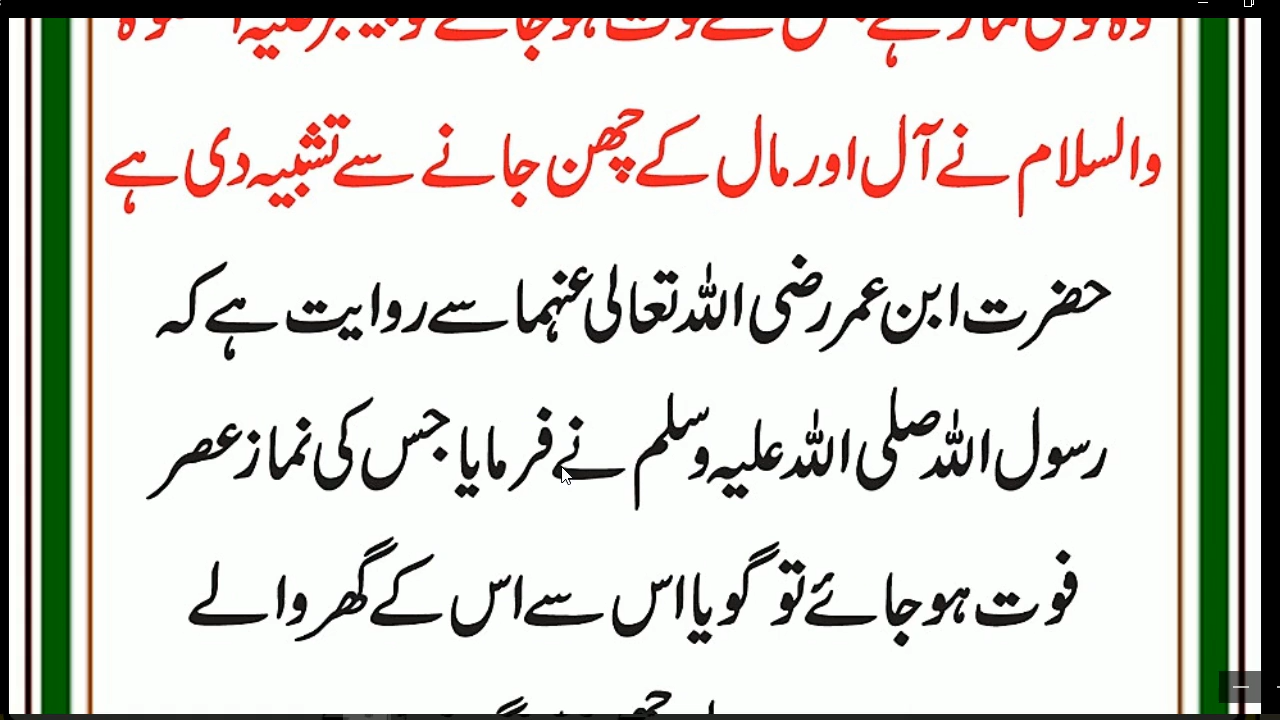 والسلام نے آل اور مال کے چھن جانے سے تشبیہ دی ہے
حضرت ابن عمر رضی اللہ تعالی عنہما سے روایت ہے کہ
رسول اللہ صلی اللہ علیہ وسلم نے فرمایا جس کی نماز عصر
فوت ہو جائے تو گویا اس سے اس کے گھر والے